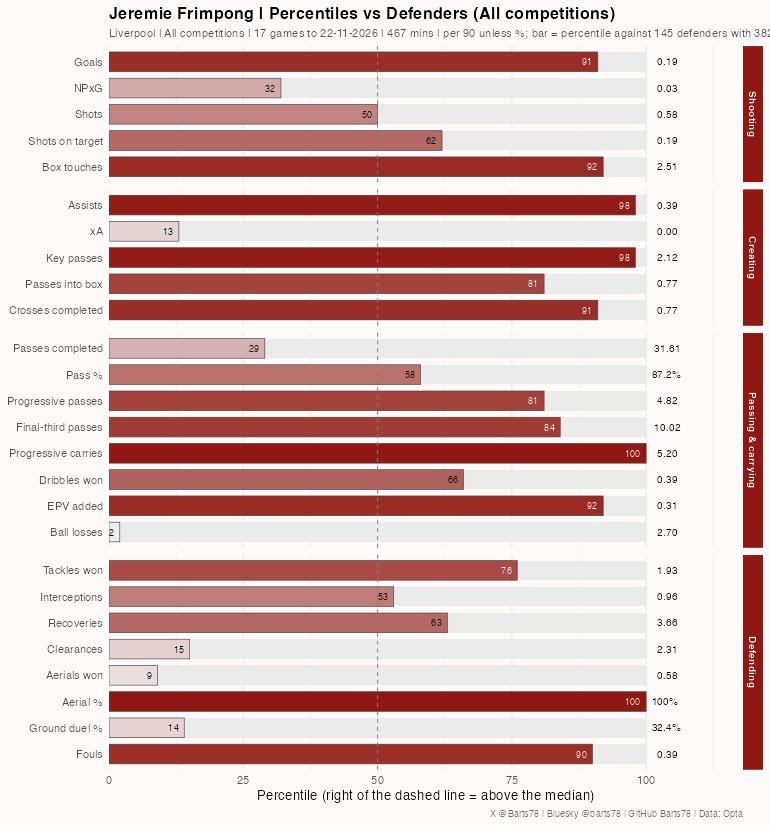 Jeremie Frimpong | Percentiles vs Defenders (All competitions)
Liverpool | All competitions | 17 games to 22-11-2026 | 467 mins | per 90 unless %; bar = percentile against 145 defenders with 382
Goals 91 0.19
NPxG 32 0.03
Shots 50 0.58
Shots on target 62 0.19
Box touches 92 2.51
Shooting
Assists 98 0.39
xA 13 0.00
Key passes 98 2.12
Passes into box 81 0.77
Crosses completed 91 0.77
Creating
Passes completed 29 31.61
Pass % 58 87.2%
Progressive passes 81 4.82
Final-third passes 84 10.02
Progressive carries 100 5.20
Dribbles won 66 0.39
EPV added 92 0.31
Ball losses 2 2.70
Passing & carrying
Tackles won 76 1.93
Interceptions 53 0.96
Recoveries 63 3.66
Clearances 15 2.31
Aerials won 9 0.58
Aerial % 100 100%
Ground duel % 14 32.4%
Fouls 90 0.39
Defending
0 25 50 75 100
Percentile (right of the dashed line = above the median)
X @Barts78 | Bluesky @barts78 | GitHub Barts78 | Data: Opta